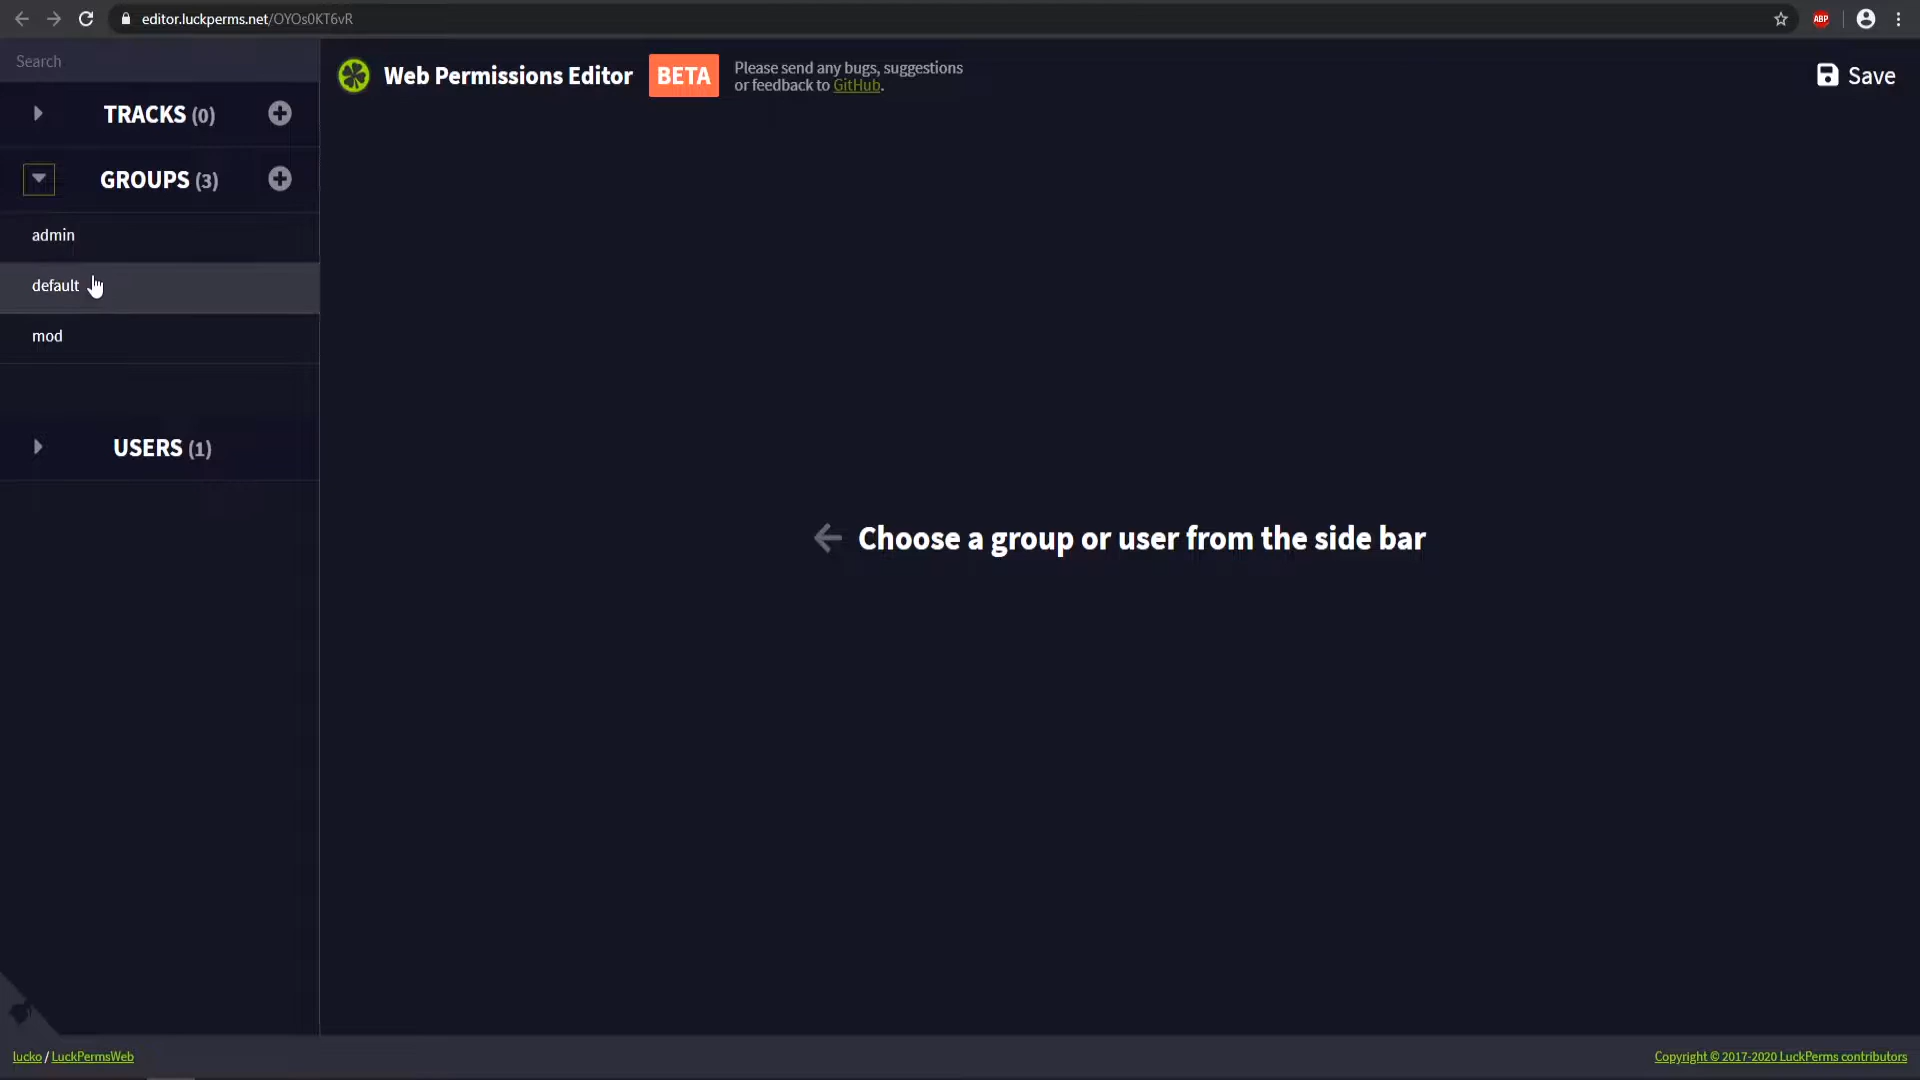 editor.luckperms.net/OYOs0KT6vR
ABP
Search
TRACKS (0)
GROUPS (3)
admin
default
mod
USERS (1)
Web Permissions Editor
BETA
Please send any bugs, suggestions
or feedback to GitHub.
Save
Choose a group or user from the side bar
lucko / LuckPermsWeb
Copyright © 2017-2020 LuckPerms contributors